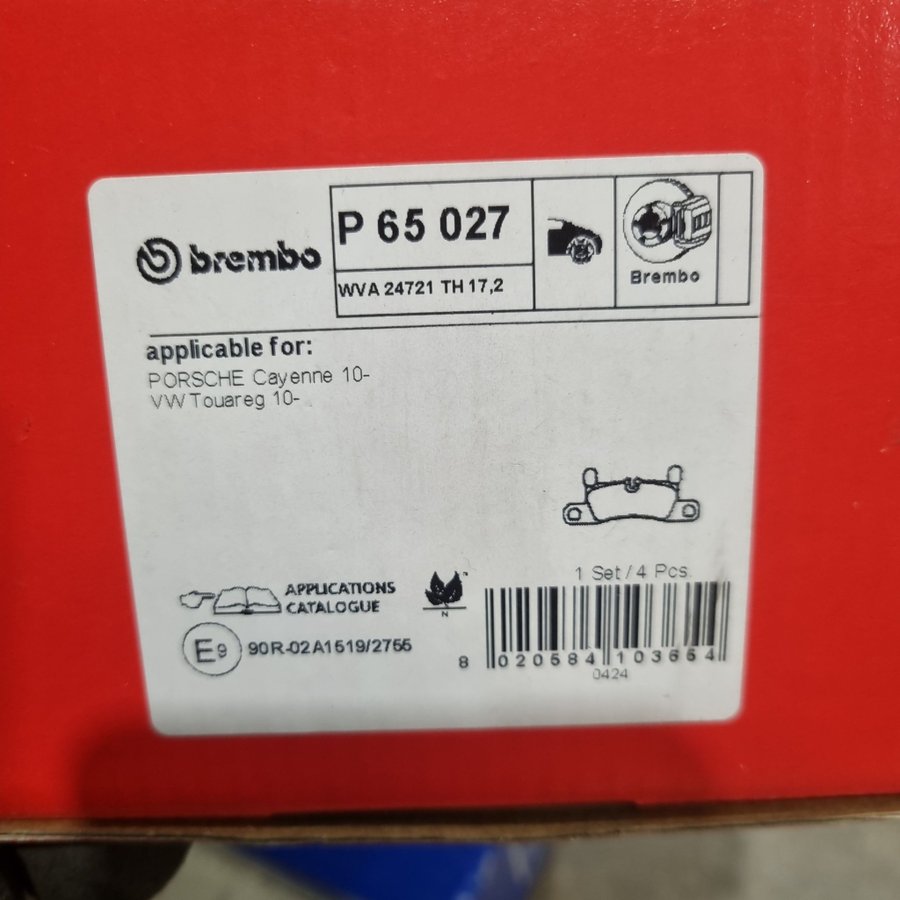 brembo
P 65 027
WVA 24721 TH 17,2
Brembo
applicable for:
PORSCHE Cayenne 10-
VW Touareg 10-
1 Set / 4 Pcs.
APPLICATIONS
CATALOGUE
N
E9 90R-02A1519/2755
8 020584 103654
0424